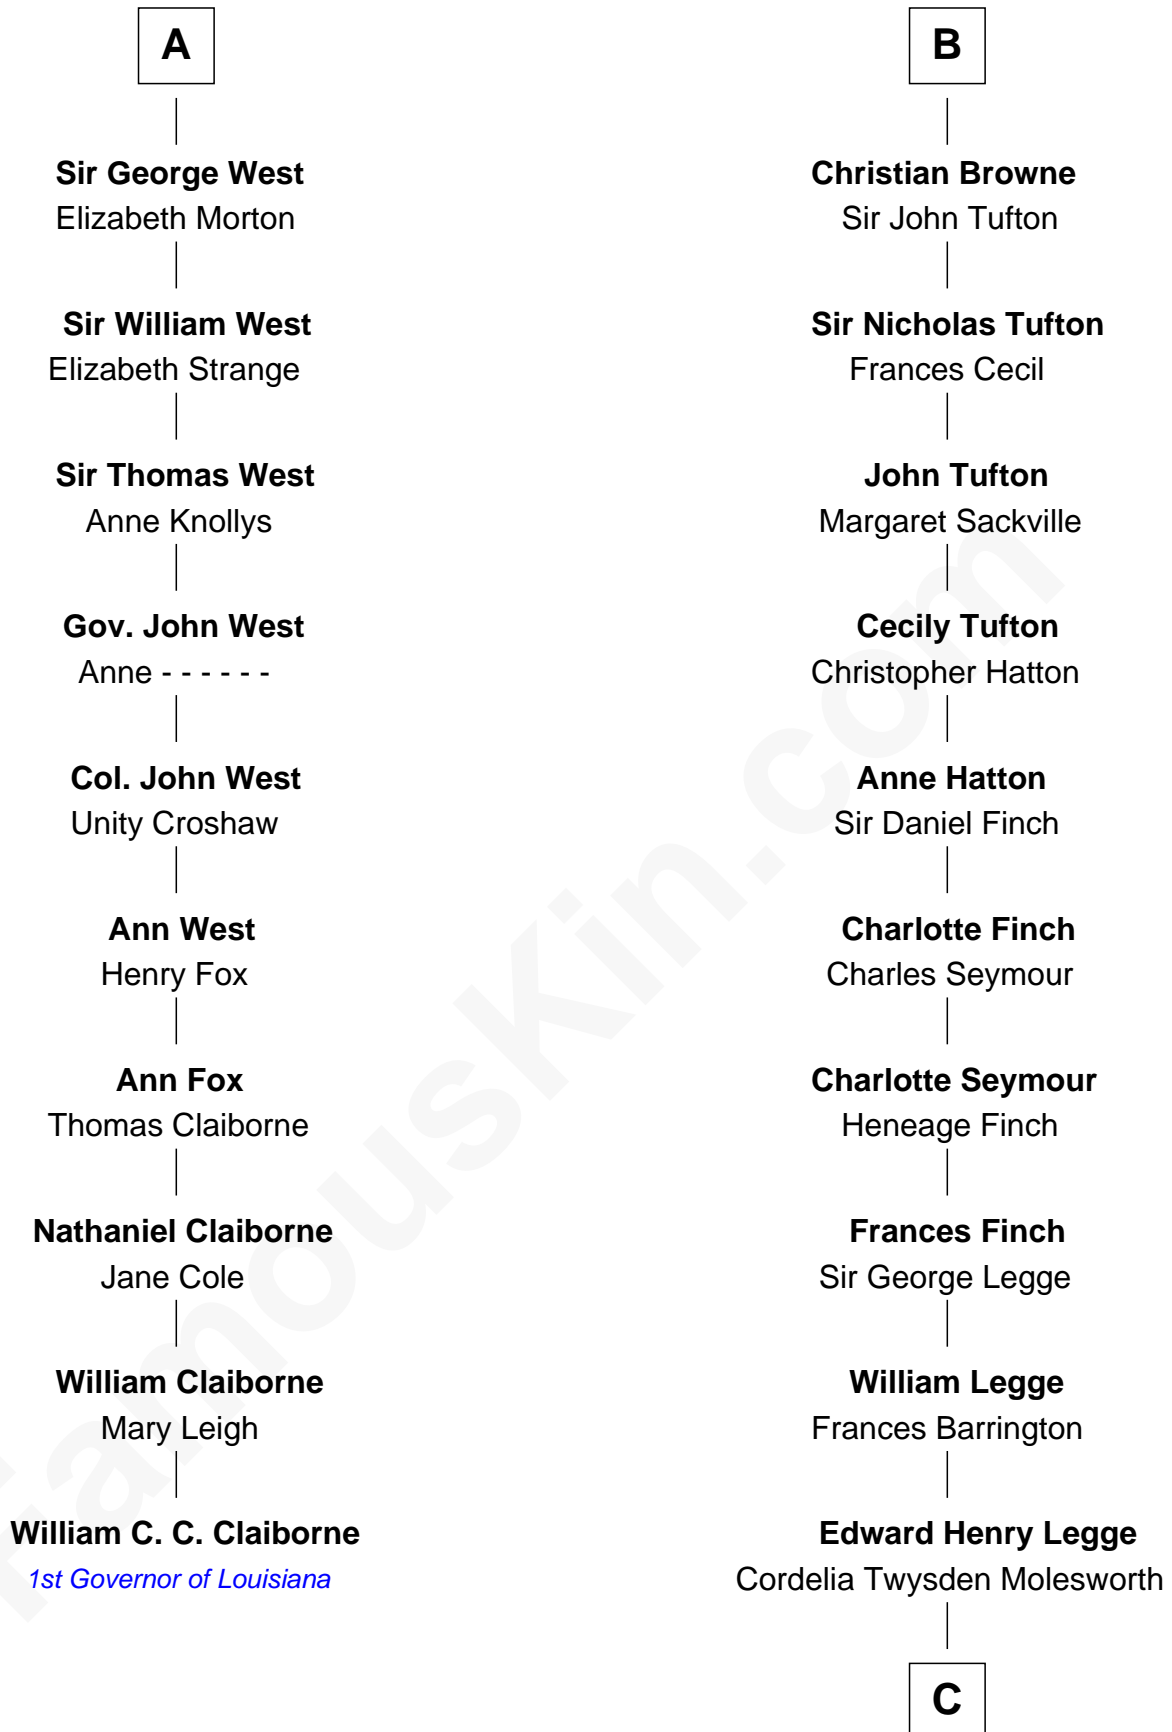 A
Sir George West
Elizabeth Morton
Sir William West
Elizabeth Strange
Sir Thomas West
Anne Knollys
Gov. John West
Anne - - - - - -
Col. John West
Unity Croshaw
Ann West
Henry Fox
Ann Fox
Thomas Claiborne
Nathaniel Claiborne
Jane Cole
William Claiborne
Mary Leigh
William C. C. Claiborne
1st Governor of Louisiana
B
Christian Browne
Sir John Tufton
Sir Nicholas Tufton
Frances Cecil
John Tufton
Margaret Sackville
Cecily Tufton
Christopher Hatton
Anne Hatton
Sir Daniel Finch
Charlotte Finch
Charles Seymour
Charlotte Seymour
Heneage Finch
Frances Finch
Sir George Legge
William Legge
Frances Barrington
Edward Henry Legge
Cordelia Twysden Molesworth
C
FamousKin.com